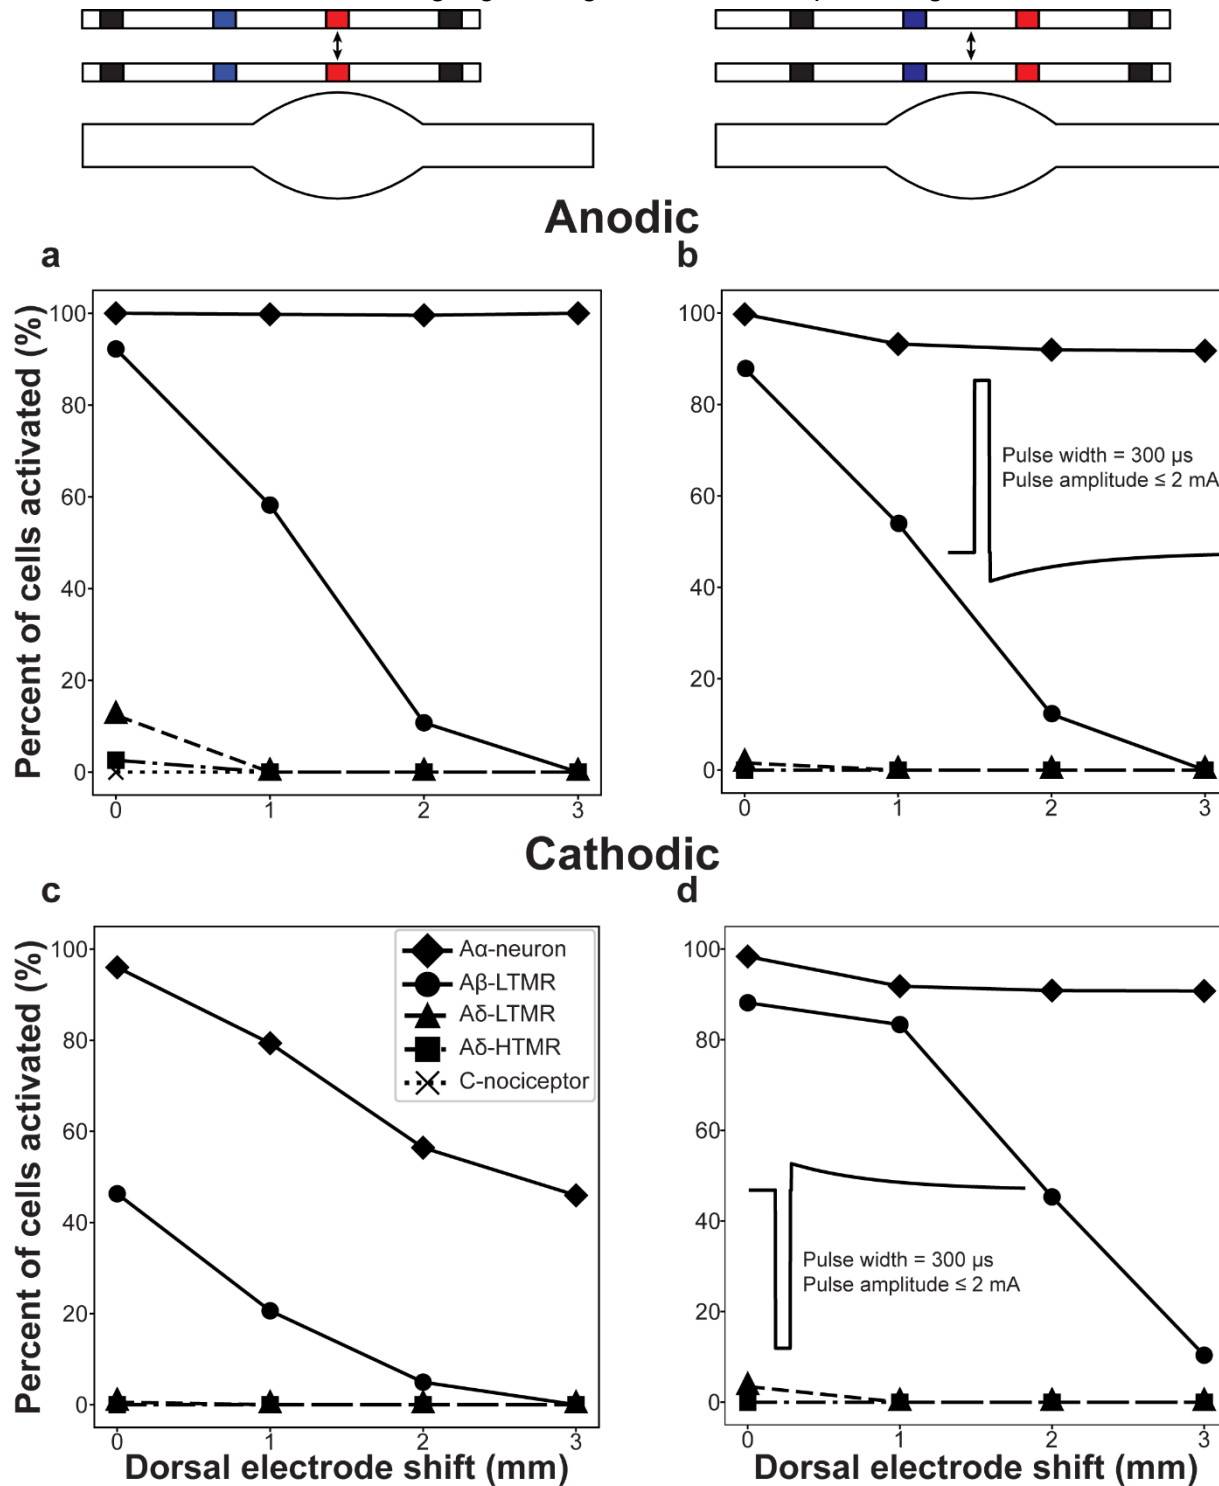 Anodic
a
b
Percent of cells activated (%)
100
80
60
40
20
0
0 1 2 3
100
80
60
40
20
0
0 1 2 3
Pulse width = 300 µs
Pulse amplitude ≤ 2 mA
Cathodic
c
d
Percent of cells activated (%)
100
80
60
40
20
0
0 1 2 3
Aα-neuron
Aβ-LTMR
Aδ-LTMR
Aδ-HTMR
C-nociceptor
Dorsal electrode shift (mm)
100
80
60
40
20
0
0 1 2 3
Pulse width = 300 µs
Pulse amplitude ≤ 2 mA
Dorsal electrode shift (mm)